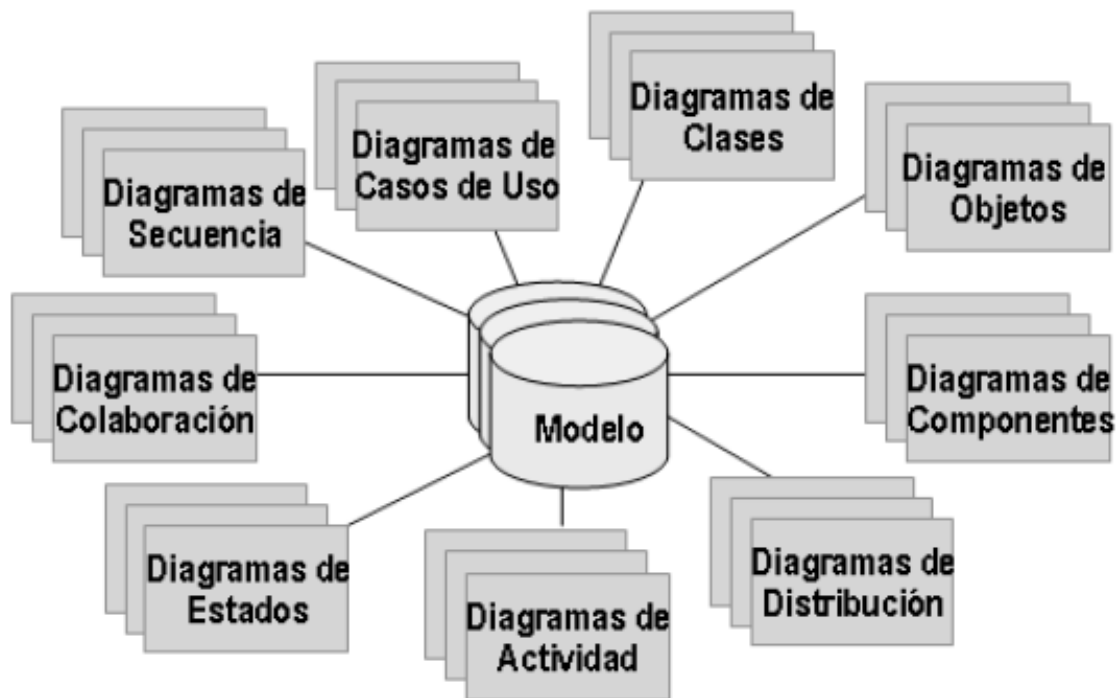 Diagramas de
Clases
Diagramas de
Casos de Uso
Diagramas de
Objetos
Diagramas de
Secuencia
Diagramas de
Colaboración
Diagramas de
Componentes
Modelo
Diagramas de
Estados
Diagramas de
Distribución
Diagramas de
Actividad